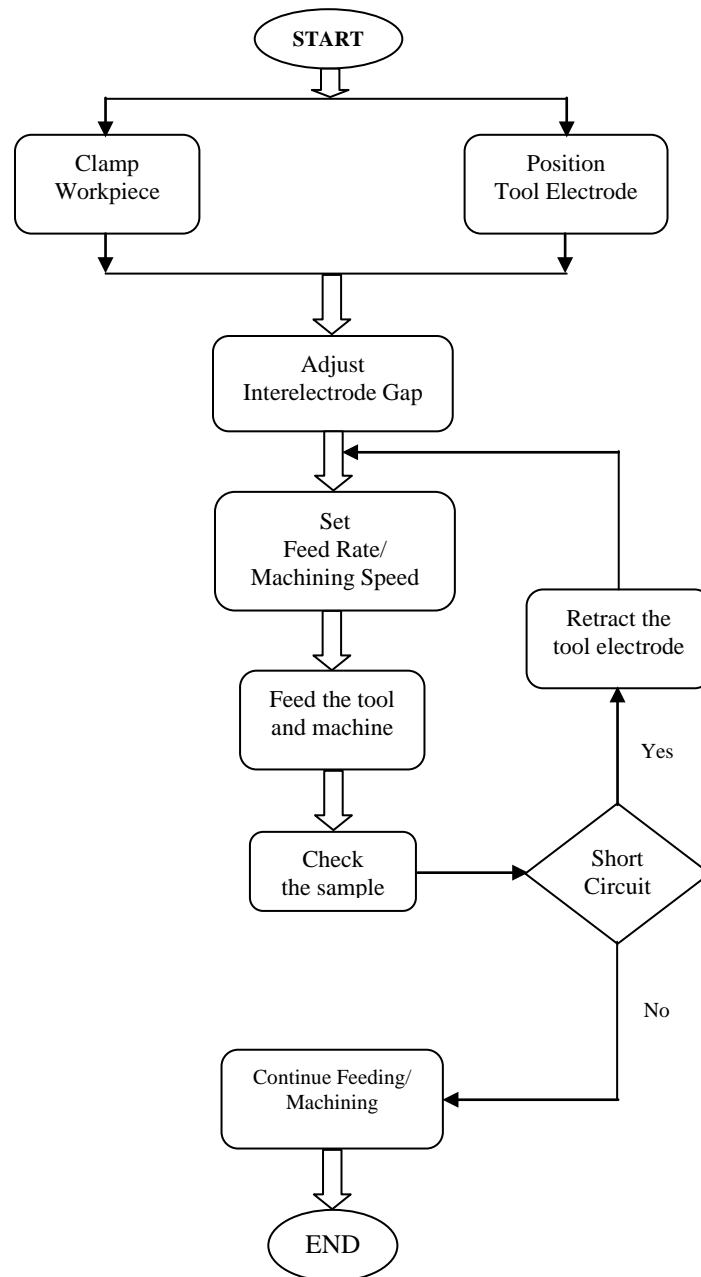 START
Clamp
Workpiece
Position
Tool Electrode
Adjust
Interelectrode Gap
Set
Feed Rate/
Machining Speed
Retract the
tool electrode
Feed the tool
and machine
Yes
Check
the sample
Short
Circuit
No
Continue Feeding/
Machining
END